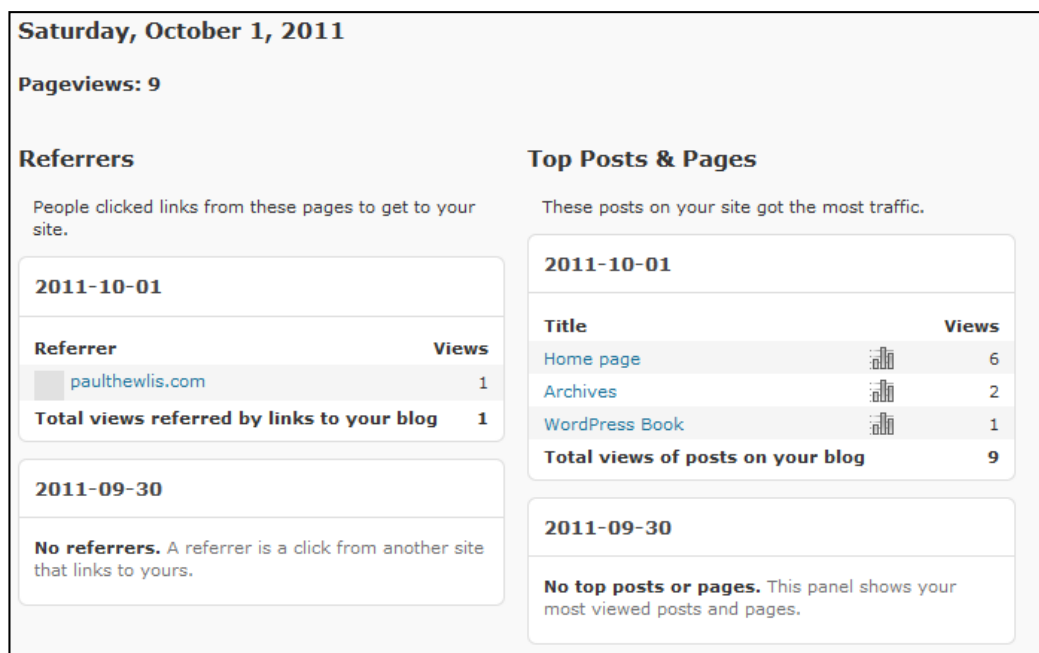 Saturday, October 1, 2011
Pageviews: 9
Referrers
People clicked links from these pages to get to your
site.
2011-10-01
Referrer Views
paulthewlis.com 1
Total views referred by links to your blog 1
2011-09-30
No referrers. A referrer is a click from another site
that links to yours.
Top Posts & Pages
These posts on your site got the most traffic.
2011-10-01
Title Views
Home page 6
Archives 2
WordPress Book 1
Total views of posts on your blog 9
2011-09-30
No top posts or pages. This panel shows your
most viewed posts and pages.